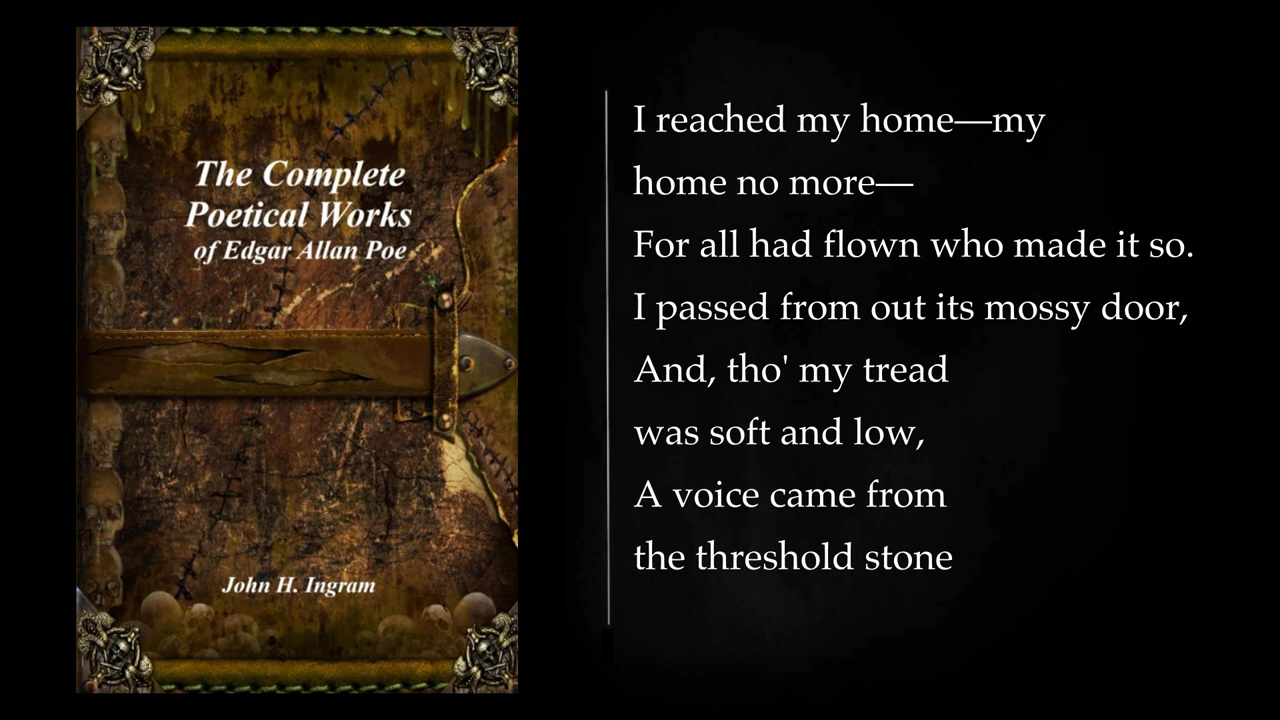 The Complete
Poetical Works
of Edgar Allan Poe
John H. Ingram
I reached my home—my
home no more—
For all had flown who made it so.
I passed from out its mossy door,
And, tho' my tread
was soft and low,
A voice came from
the threshold stone